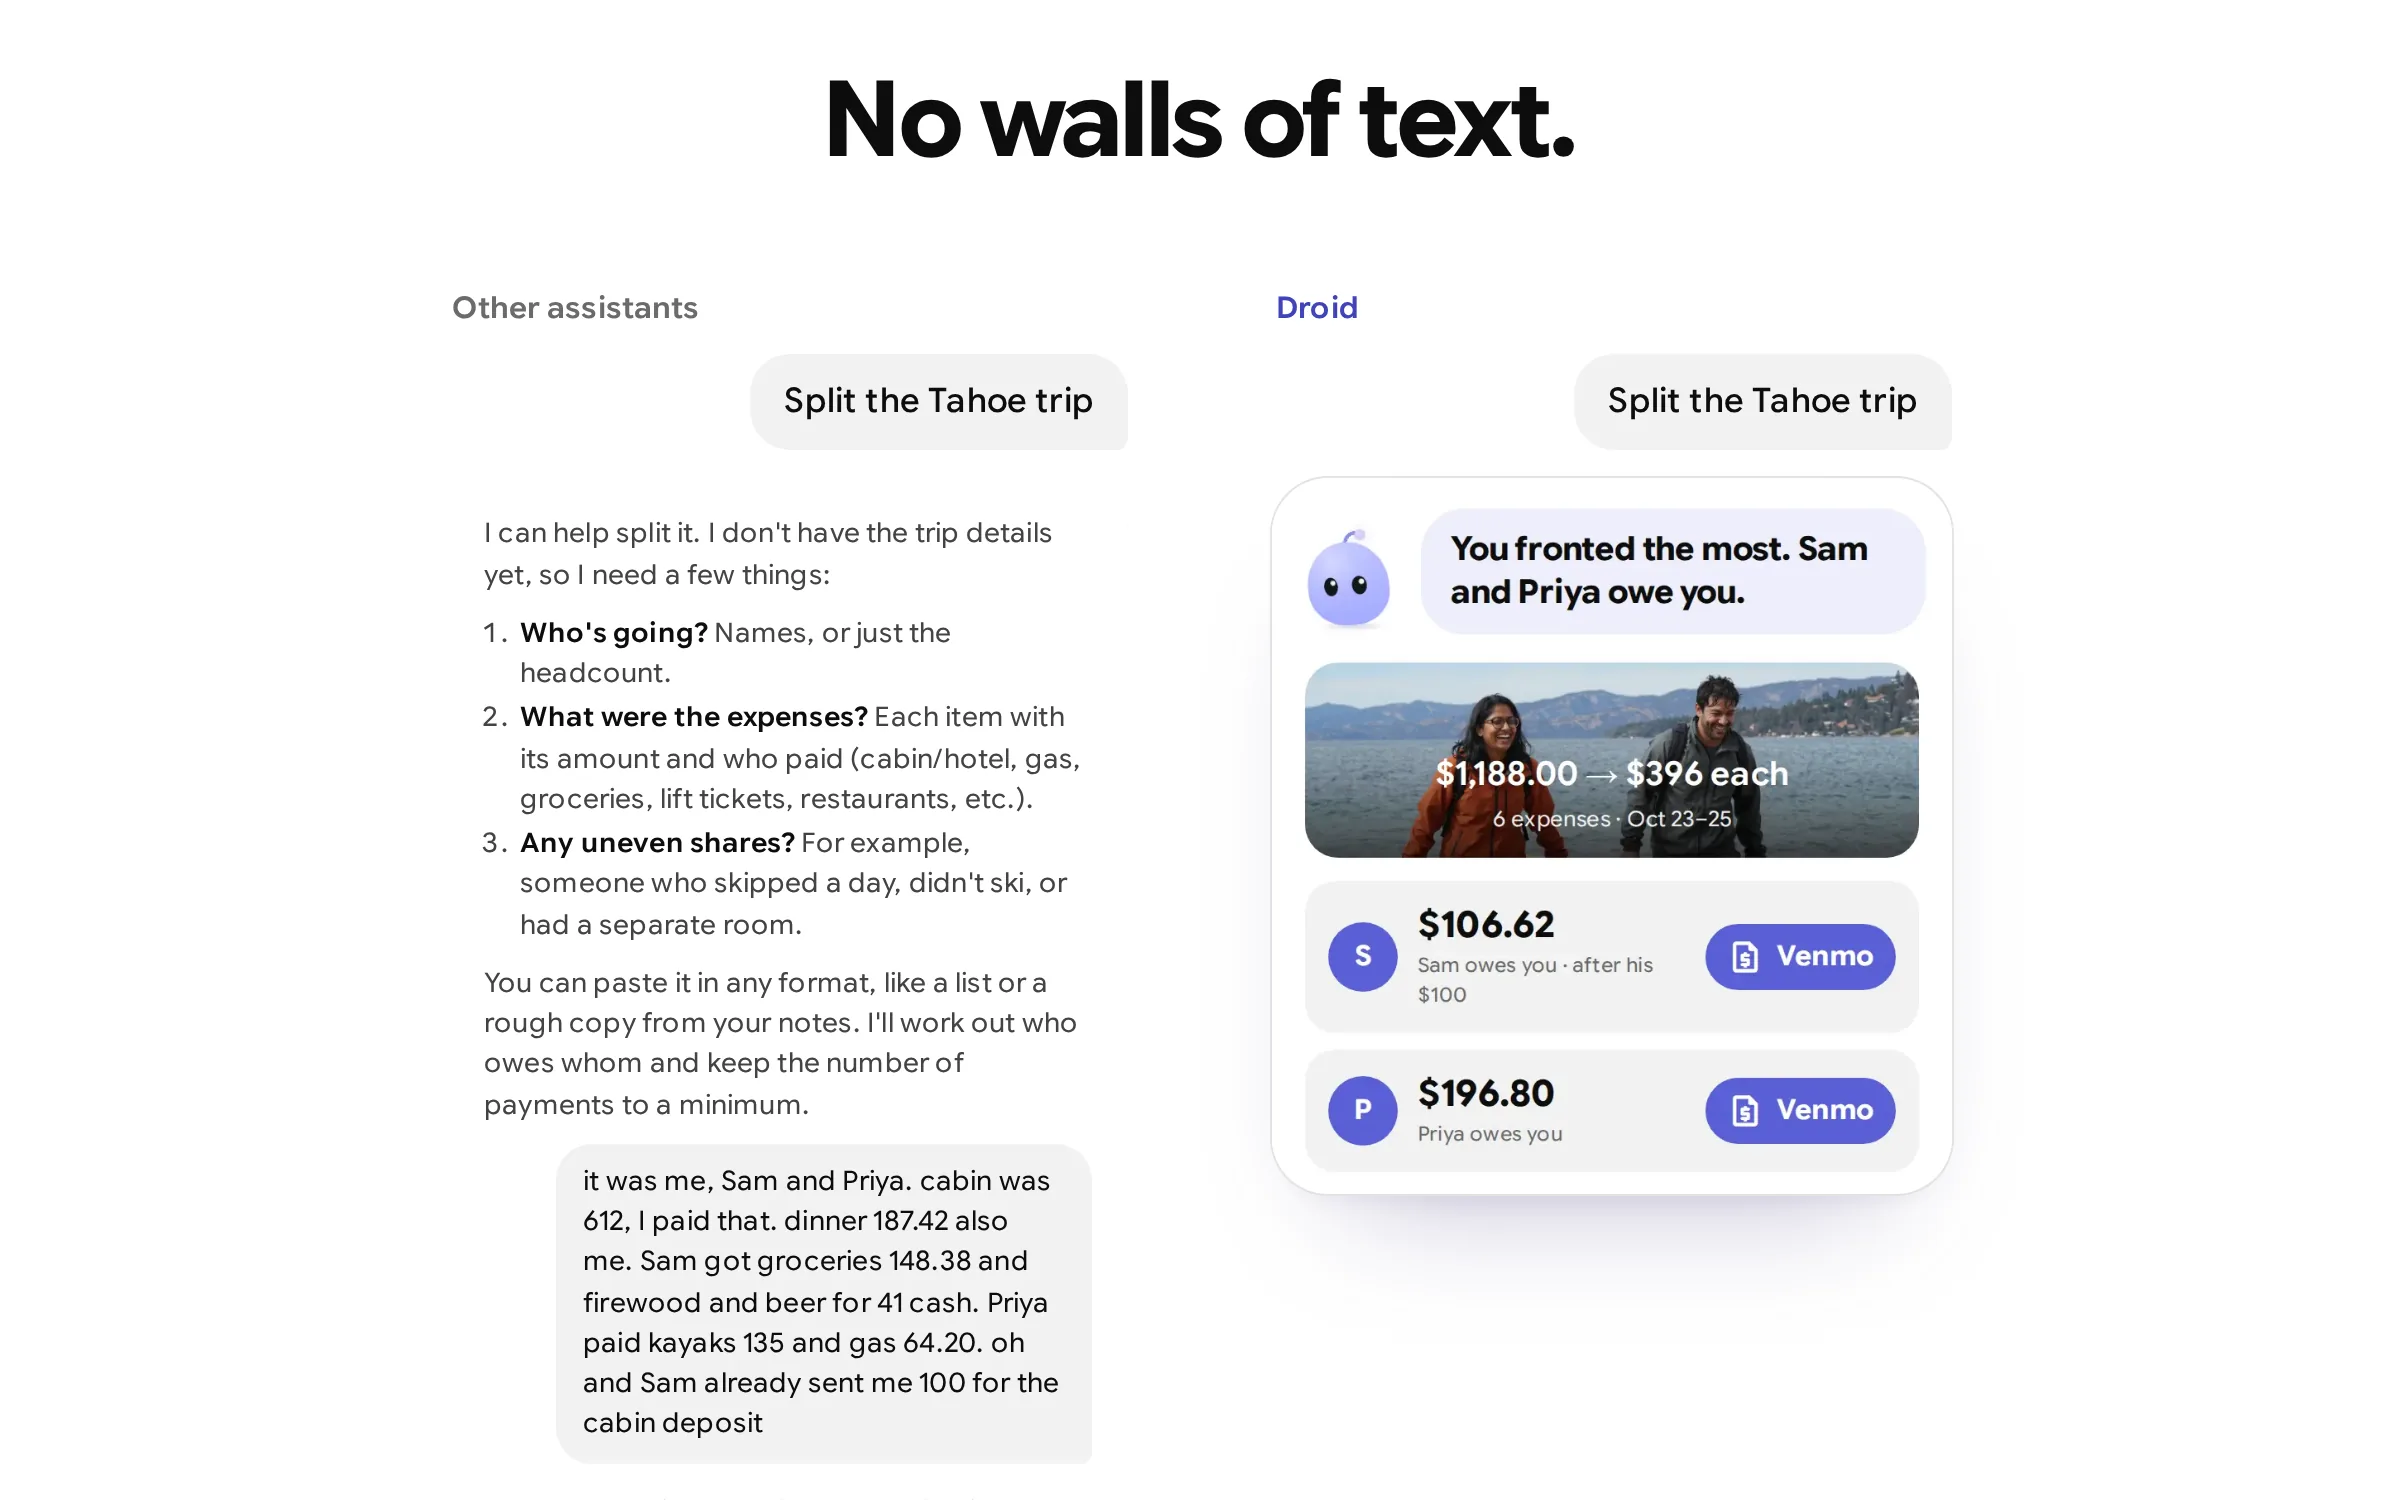 No walls of text.
Other assistants
Split the Tahoe trip
I can help split it. I don't have the trip details
yet, so I need a few things:
1. Who's going? Names, or just the
headcount.
2. What were the expenses? Each item with
its amount and who paid (cabin/hotel, gas,
groceries, lift tickets, restaurants, etc.).
3. Any uneven shares? For example,
someone who skipped a day, didn't ski, or
had a separate room.
You can paste it in any format, like a list or a
rough copy from your notes. I'll work out who
owes whom and keep the number of
payments to a minimum.
it was me, Sam and Priya. cabin was
612, I paid that. dinner 187.42 also
me. Sam got groceries 148.38 and
firewood and beer for 41 cash. Priya
paid kayaks 135 and gas 64.20. oh
and Sam already sent me 100 for the
cabin deposit
Droid
Split the Tahoe trip
You fronted the most. Sam
and Priya owe you.
$1,188.00 → $396 each
6 expenses · Oct 23–25
S
$106.62
Sam owes you · after his
$100
Venmo
P
$196.80
Priya owes you
Venmo